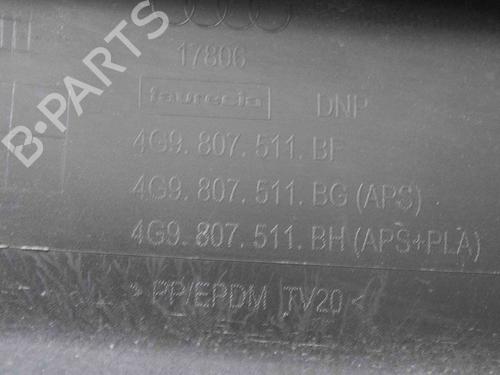 17806
faurecia
DNP
4G9. 807. 511. BF
4G9. 807. 511. BG (APS)
4G9. 807. 511. BH (APS+PLA)
> PP/EPDM TV20 <
B-PARTS